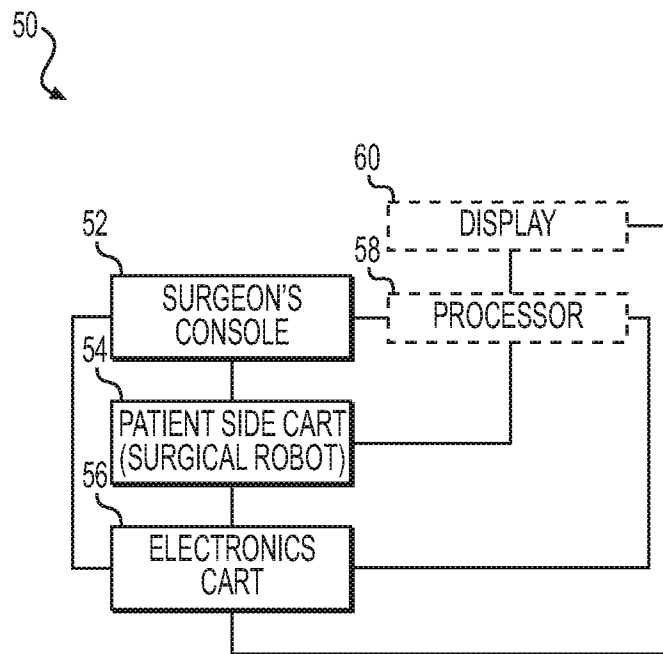 50
60
DISPLAY
52
58
SURGEON'S
CONSOLE
PROCESSOR
54
PATIENT SIDE CART
(SURGICAL ROBOT)
56
ELECTRONICS
CART